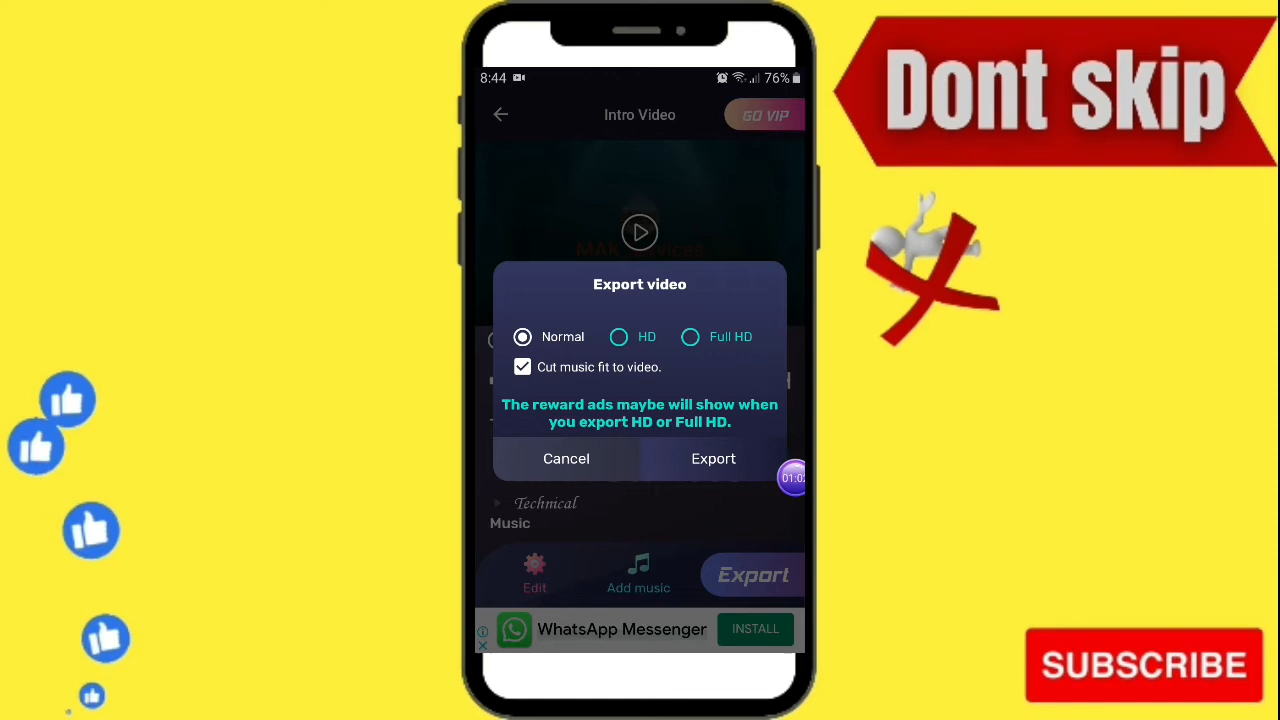 Dont skip
8:44
76%
Intro Video
GO VIP
Export video
Normal HD Full HD
Cut music fit to video.
The reward ads maybe will show when
you export HD or Full HD.
Cancel Export
Technical
Music
Edit
Add music
Export
WhatsApp Messenger
INSTALL
SUBSCRIBE